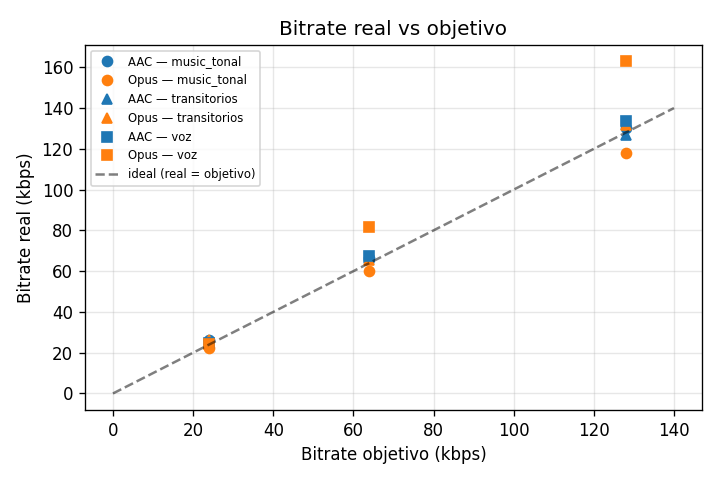 Bitrate real vs objetivo
AAC — music_tonal
Opus — music_tonal
AAC — transitorios
Opus — transitorios
AAC — voz
Opus — voz
ideal (real = objetivo)
Bitrate real (kbps)
160
140
120
100
80
60
40
20
0
0 20 40 60 80 100 120 140
Bitrate objetivo (kbps)